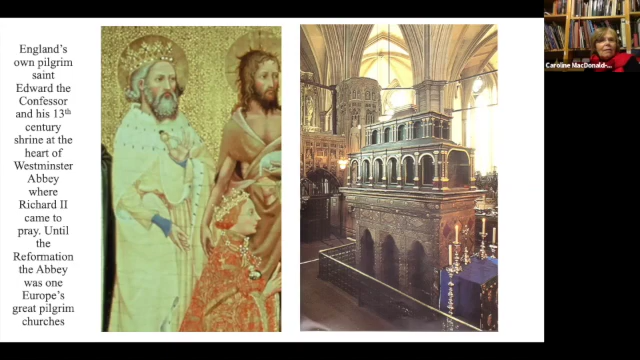 England's
own pilgrim
saint
Edward the
Confessor
and his 13th
century
shrine at the
heart of
Westminster
Abbey
where
Richard II
came to
pray. Until
the
Reformation
the Abbey
was one
Europe's
great pilgrim
churches
Caroline MacDonald-...